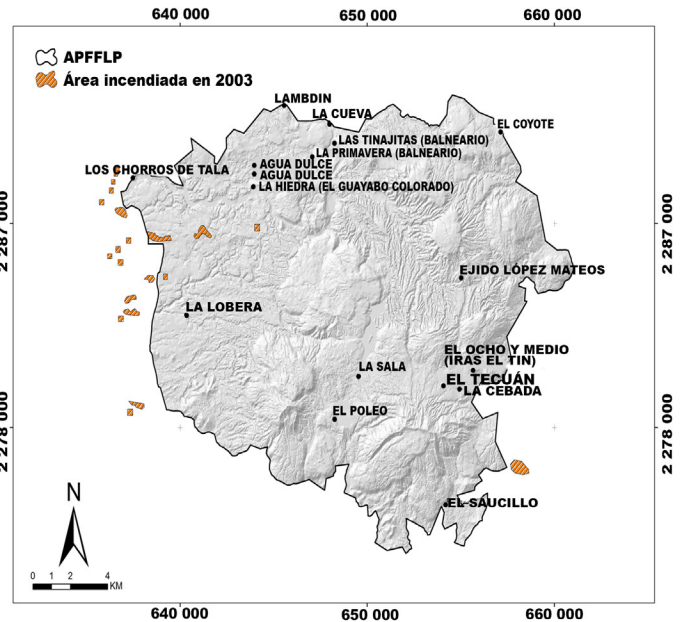 640 000
650 000
660 000
APFFLP
Área incendiada en 2003
LAMBDIN
LA CUEVA
EL COYOTE
LAS TINAJITAS (BALNEARIO)
LA PRIMAVERA (BALNEARIO)
AGUA DULCE
LOS CHORROS DE TALA
AGUA DULCE
LA HIEDRA (EL GUAYABO COLORADO)
2 287 000
2 287 000
EJIDO LÓPEZ MATEOS
LA LOBERA
EL OCHO Y MEDIO
(IRAS EL TIN)
LA SALA
EL TECUÁN
LA CEBADA
EL POLEO
2 278 000
2 278 000
N
EL SAUCILLO
0 1 2 4
KM
640 000
650 000
660 000